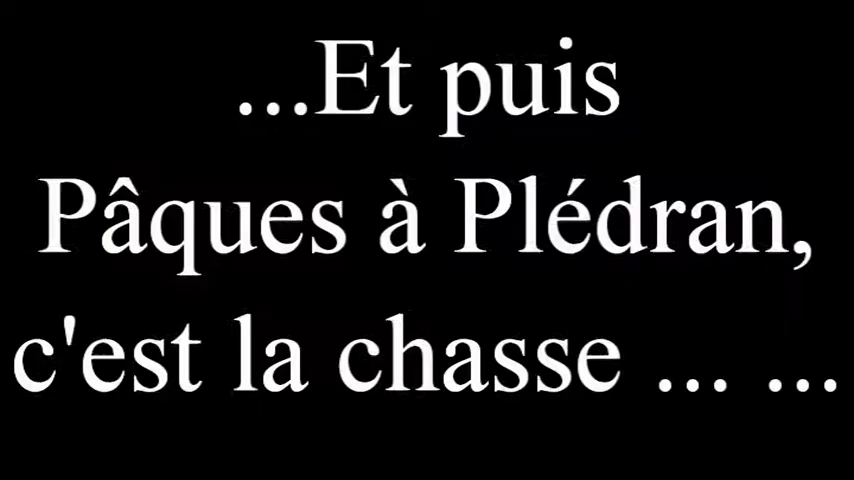 ...Et puis
Pâques à Plédran,
c'est la chasse ... ...